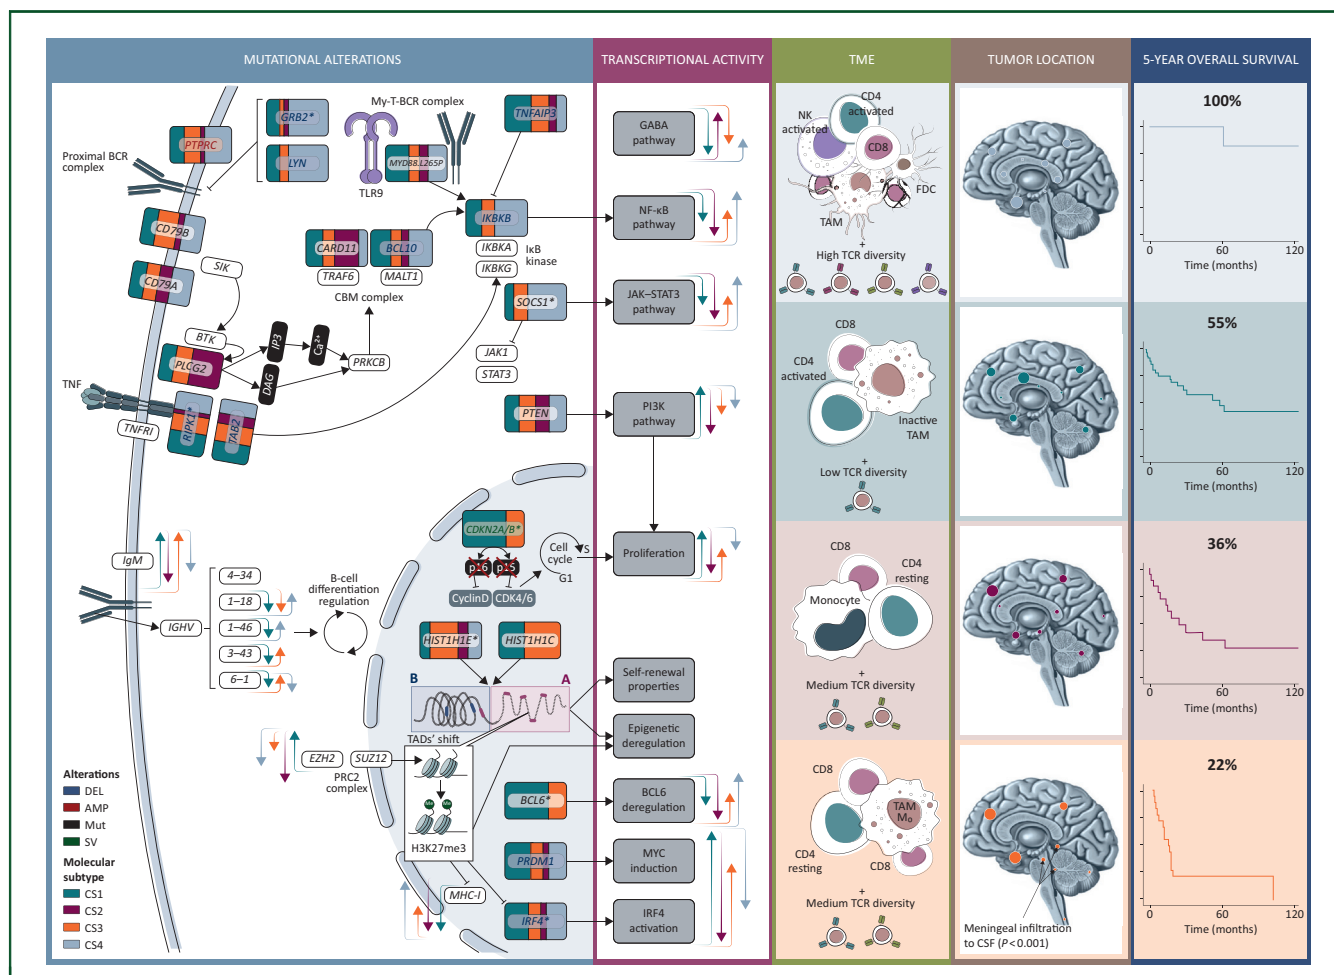 MUTATIONAL ALTERATIONS
TRANSCRIPTIONAL ACTIVITY
TME
TUMOR LOCATION
5-YEAR OVERALL SURVIVAL
PTPRC
GRB2*
LYN
Proximal BCR
complex
My-T-BCR complex
TLR9
MYD88.L265P
TNFAIP3
CD79B
CD79A
SIK
BTK
PLCG2
IP3
DAG
Ca²⁺
PRKCB
CARD11
TRAF6
BCL10
MALT1
CBM complex
IKBKB
IKBKA
IKBKG
IκB
kinase
SOCS1*
JAK1
STAT3
TNF
TNFRI
RIPK1*
TAB2
PTEN
IgM
IGHV
4–34
1–18
1–46
3–43
6–1
B-cell
differentiation
regulation
CDKN2A/B*
p16
p15
CyclinD
CDK4/6
Cell
cycle
S
G1
HIST1H1E*
HIST1H1C
B
A
TADs' shift
EZH2
SUZ12
PRC2
complex
Me
Me
H3K27me3
MHC-I
BCL6*
PRDM1
IRF4*
Alterations
DEL
AMP
Mut
SV
Molecular
subtype
CS1
CS2
CS3
CS4
GABA
pathway
NF-κB
pathway
JAK–STAT3
pathway
PI3K
pathway
Proliferation
Self-renewal
properties
Epigenetic
deregulation
BCL6
deregulation
MYC
induction
IRF4
activation
CD4
activated
NK
activated
CD8
FDC
TAM
+
High TCR diversity
CD8
CD4
activated
Inactive
TAM
+
Low TCR diversity
CD8
CD4
resting
Monocyte
+
Medium TCR diversity
CD8
TAM
M₀
CD4
resting
CD8
+
Medium TCR diversity
Meningeal infiltration
to CSF (P < 0.001)
100%
0 60 120
Time (months)
55%
0 60 120
Time (months)
36%
0 60 120
Time (months)
22%
0 60 120
Time (months)